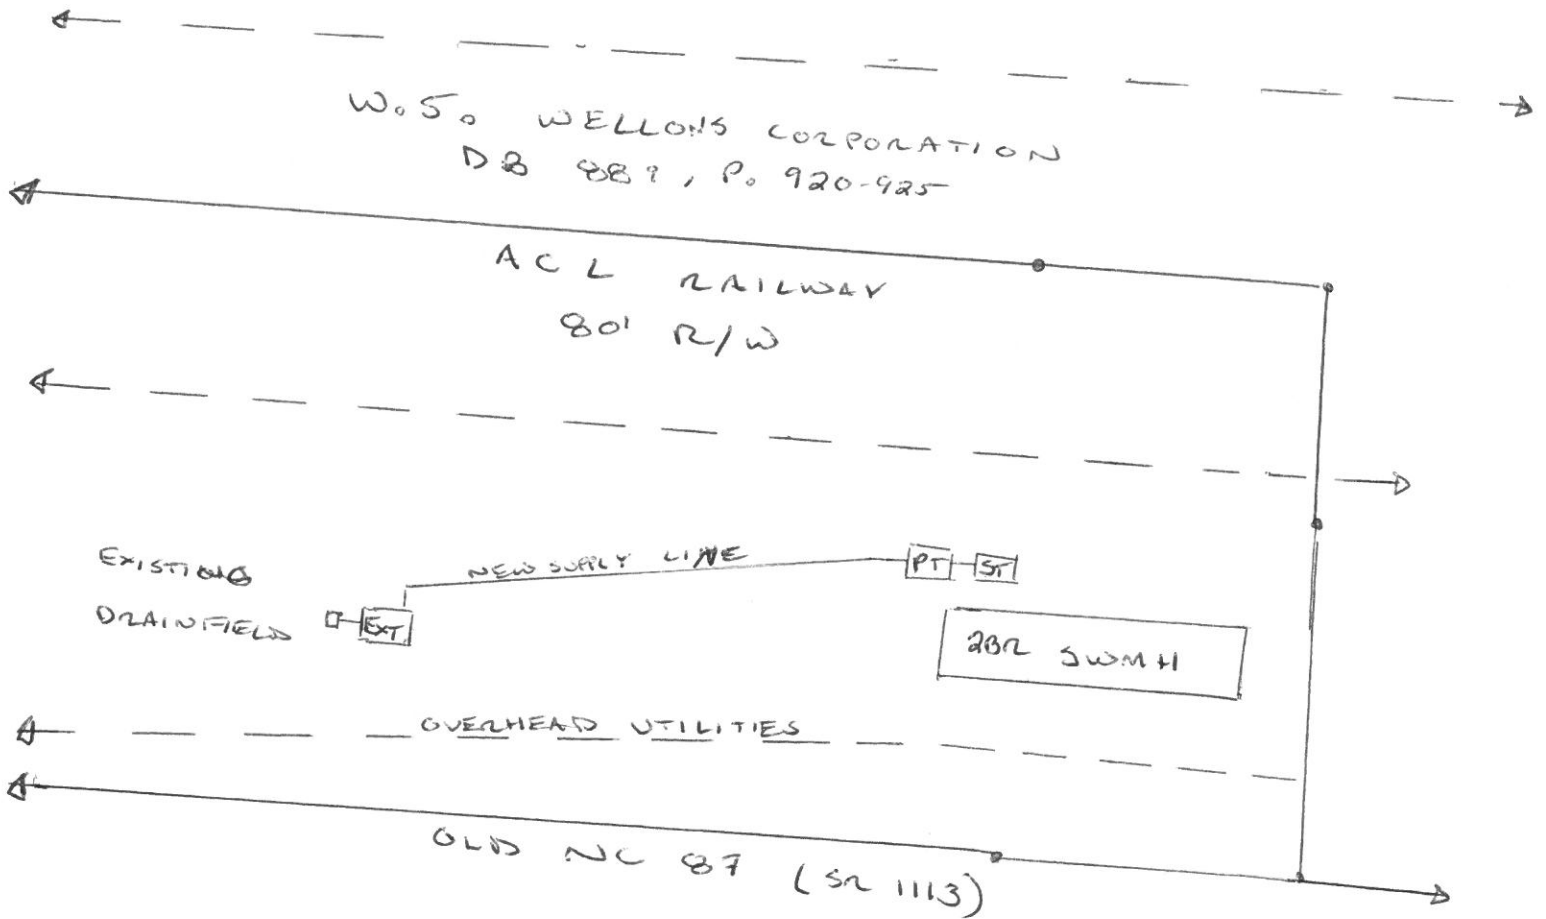 W.S. WELLONS CORPORATION
DB 889, P. 920-925
ACL RAILWAY
80' R/W
EXISTING
DRAINFIELD
EXT
NEW SUPPLY LINE
PT
ST
2BR SWMH
OVERHEAD UTILITIES
OLD NC 87 (SR 1113)